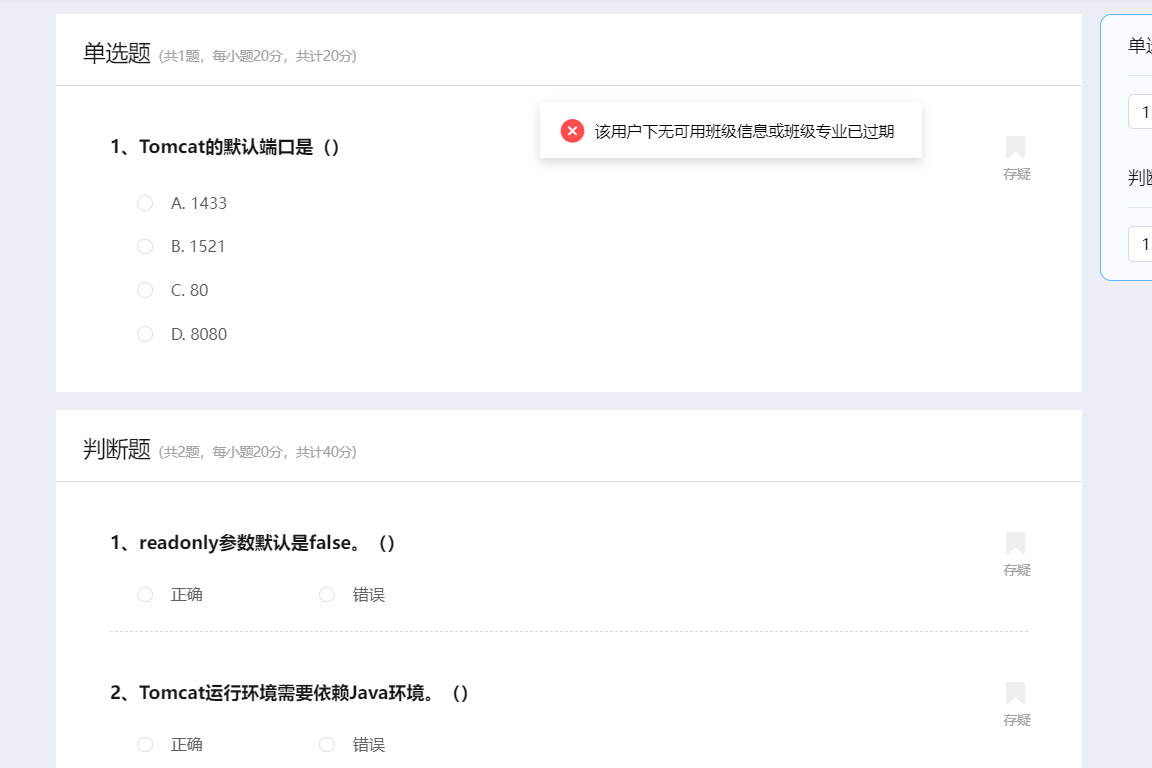 单选题 (共1题，每小题20分，共计20分)
1、Tomcat的默认端口是（）
该用户下无可用班级信息或班级专业已过期
存疑
A. 1433
B. 1521
C. 80
D. 8080
判断题 (共2题，每小题20分，共计40分)
1、readonly参数默认是false。（）
存疑
正确 错误
2、Tomcat运行环境需要依赖Java环境。（）
存疑
正确 错误
单
1
判
1